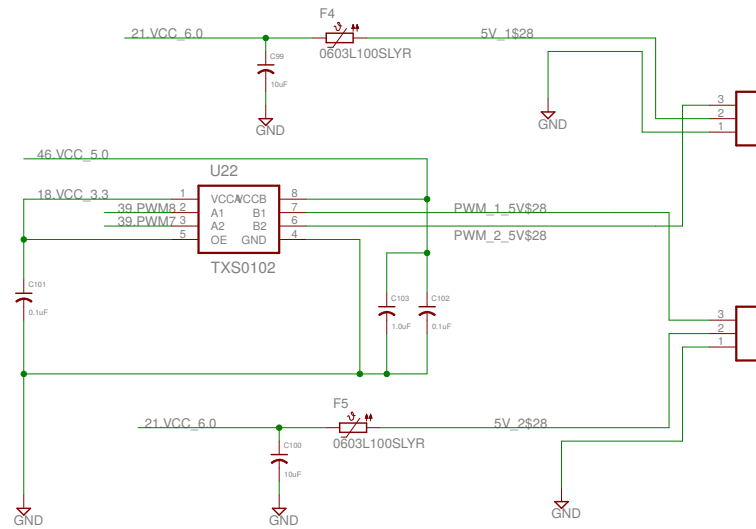 F4
21.VCC_6.0
5V_1$28
0603L100SLYR
C99
10uF
GND
GND
3
2
1
46.VCC_5.0
U22
18.VCC_3.3
1
VCCA
VCCB
8
39.PWM8
2
A1
B1
7
PWM_1_5V$28
39.PWM7
3
A2
B2
6
5
OE
GND
4
PWM_2_5V$28
TXS0102
C101
0.1uF
C103
1.0uF
C102
0.1uF
3
2
1
F5
21.VCC_6.0
5V_2$28
0603L100SLYR
C100
10uF
GND
GND
GND